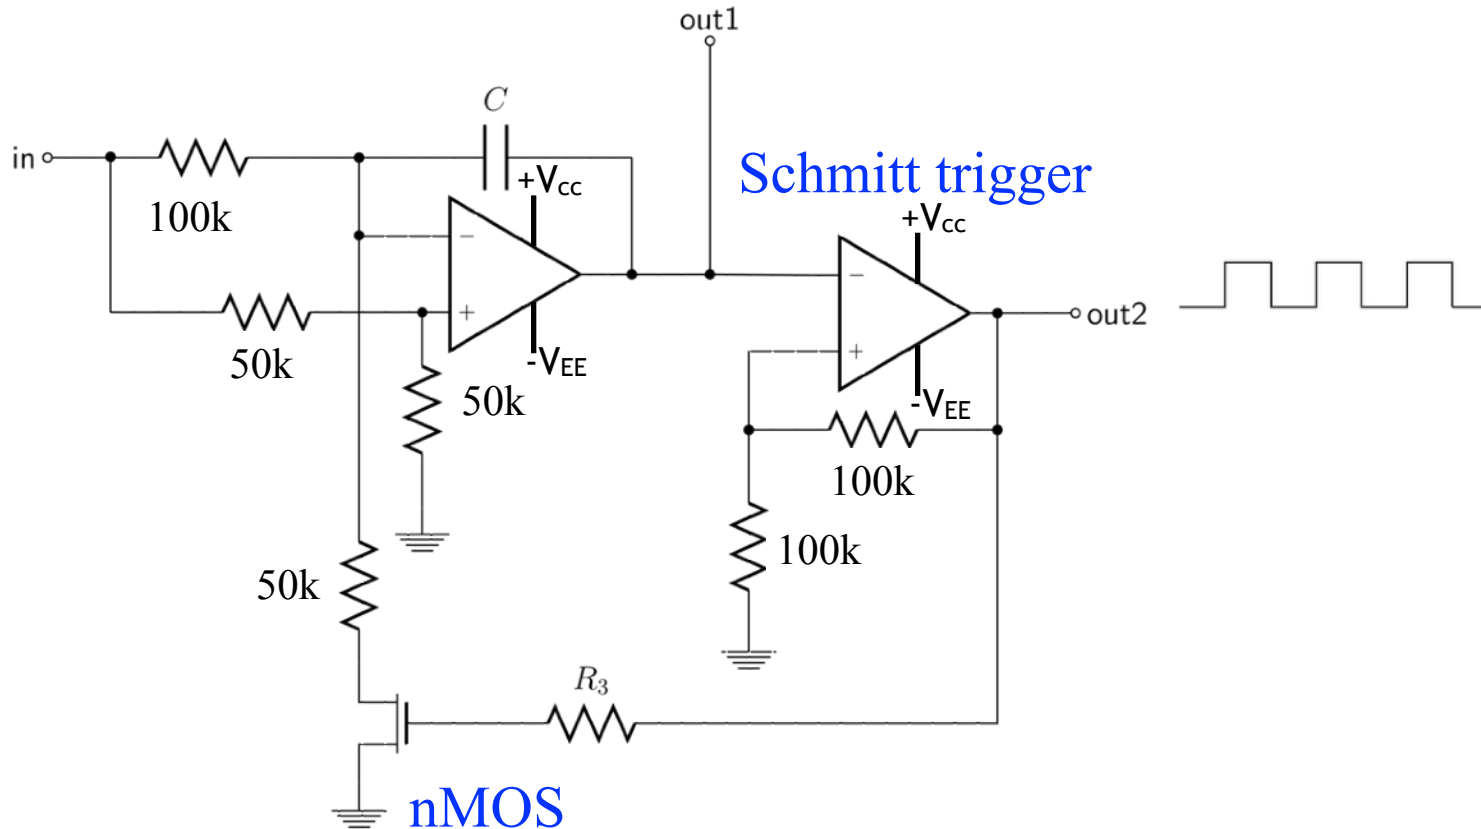 out1
C
in
+Vcc
Schmitt trigger
100k
+Vcc
−
−
+
out2
50k
-VEE
50k
+
-VEE
100k
100k
50k
R3
nMOS